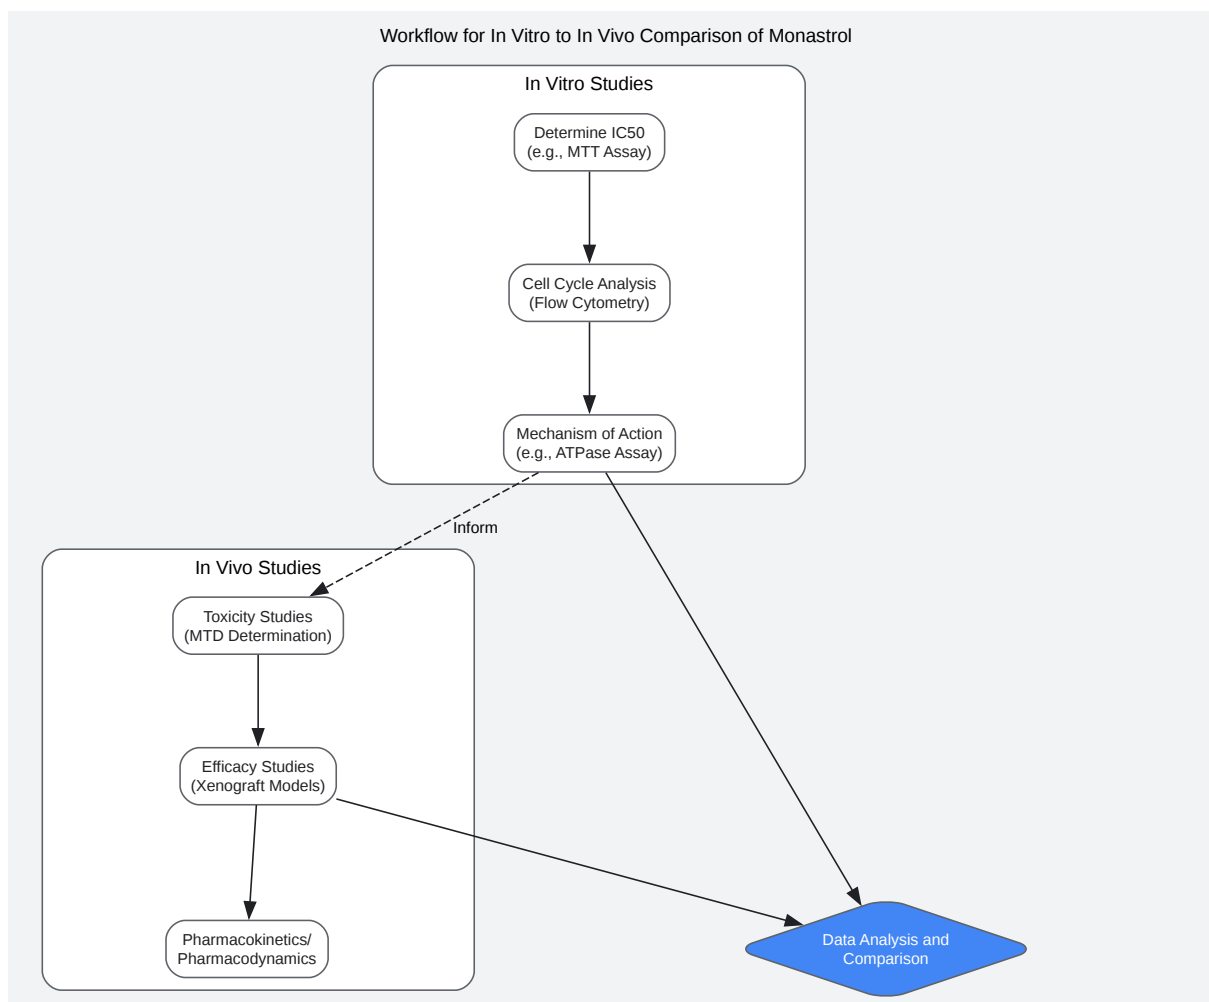 Workflow for In Vitro to In Vivo Comparison of Monastrol
In Vitro Studies
Determine IC50
(e.g., MTT Assay)
Cell Cycle Analysis
(Flow Cytometry)
Mechanism of Action
(e.g., ATPase Assay)
Inform
In Vivo Studies
Toxicity Studies
(MTD Determination)
Efficacy Studies
(Xenograft Models)
Pharmacokinetics/
Pharmacodynamics
Data Analysis and
Comparison